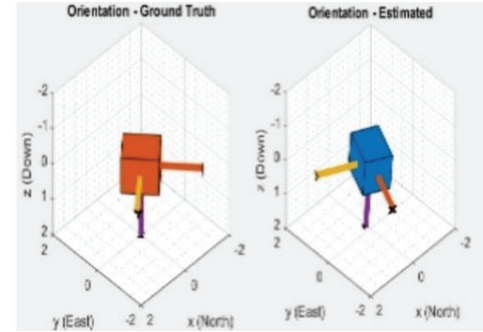 Orientation - Ground Truth
Orientation - Estimated
-2
-1
0
1
2
z (Down)
2
0
-2
y (East)
2
0
-2
x (North)
-2
-1
0
1
2
z (Down)
2
0
-2
y (East)
2
0
-2
x (North)